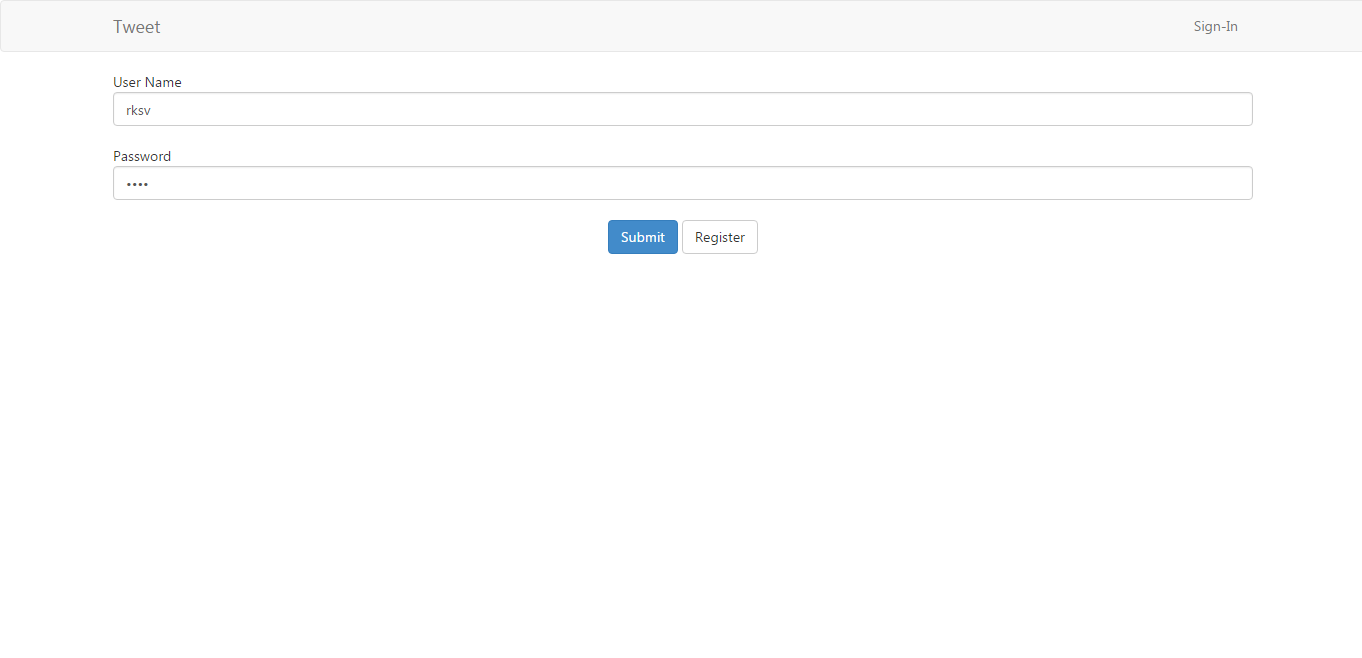 Tweet Sign-In
User Name
rksv
Password
••••
Submit Register